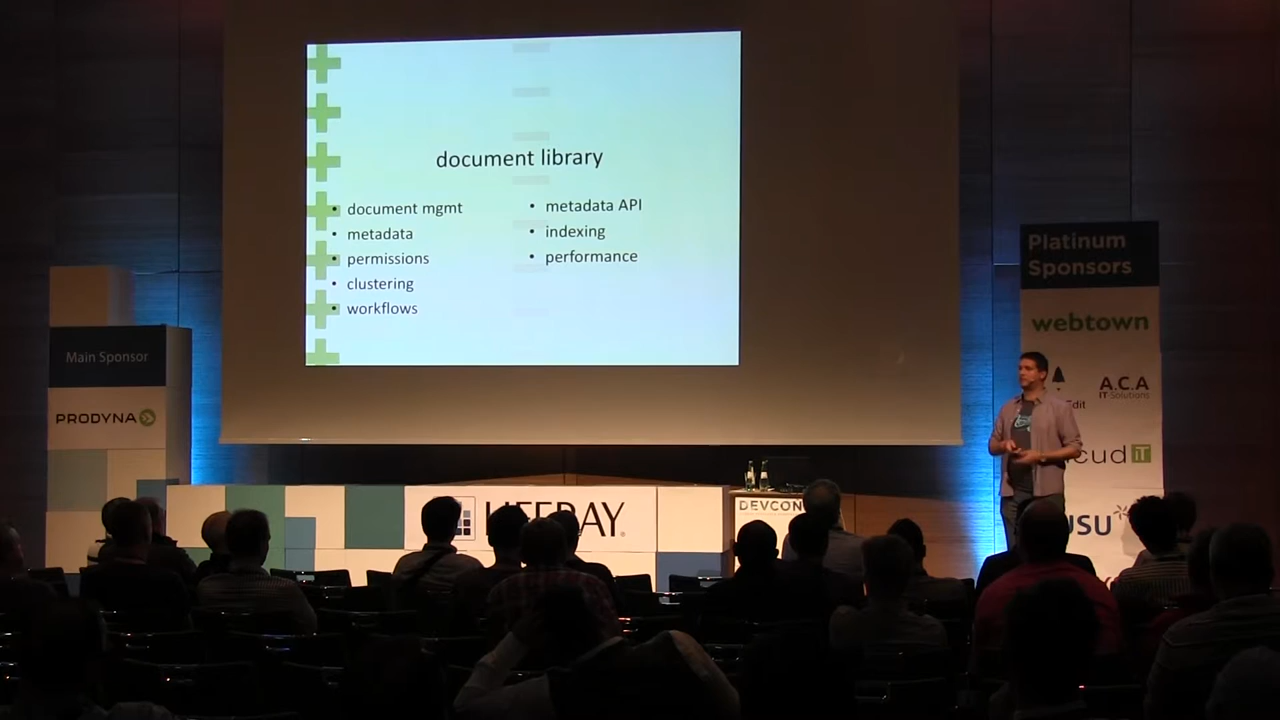 document library
• document mgmt
• metadata
• permissions
• clustering
• workflows
• metadata API
• indexing
• performance
Main Sponsor
PRODYNA
LIFERAY
DEVCON
Platinum
Sponsors
webtown
A.C.A
IT-Solutions